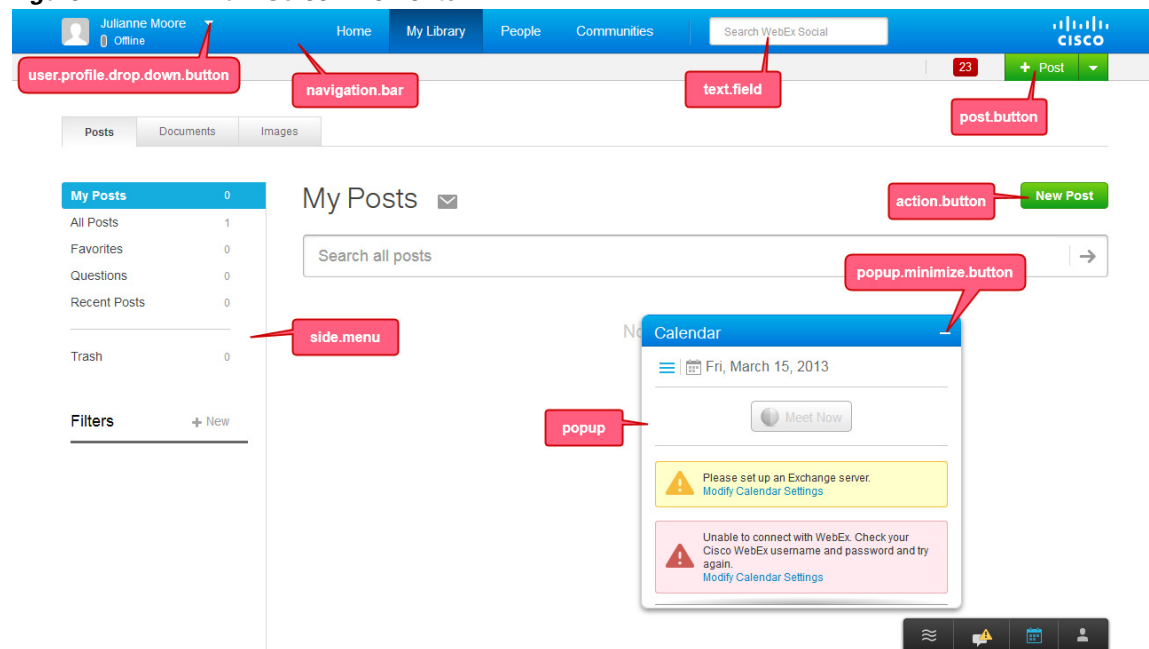 Julianne Moore
Offline
Home My Library People Communities
Search WebEx Social
CISCO
user.profile.drop.down.button
navigation.bar
text.field
23
+ Post
post.button
Posts Documents Images
My Posts 0
All Posts 1
Favorites 0
Questions 0
Recent Posts 0
Trash 0
Filters + New
side.menu
My Posts
action.button
New Post
Search all posts
popup.minimize.button
Calendar
Fri, March 15, 2013
popup
Meet Now
Please set up an Exchange server.
Modify Calendar Settings
Unable to connect with WebEx. Check your
Cisco WebEx username and password and try
again.
Modify Calendar Settings